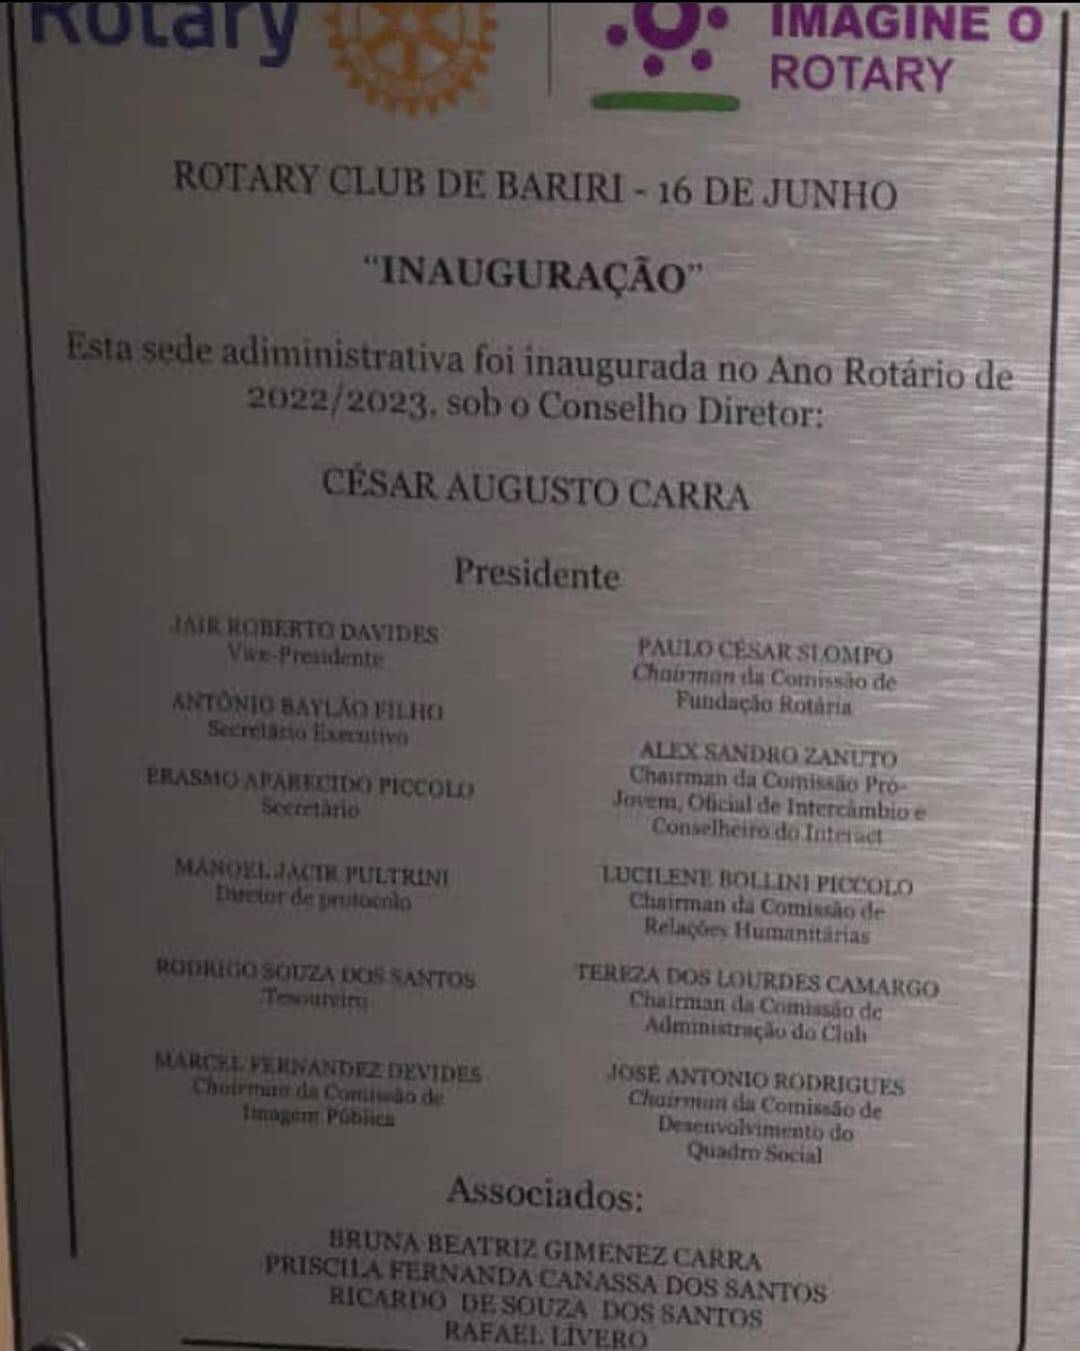 Rotary
IMAGINE O
ROTARY
ROTARY CLUB DE BARIRI - 16 DE JUNHO
“INAUGURAÇÃO”
Esta sede adiministrativa foi inaugurada no Ano Rotário de
2022/2023, sob o Conselho Diretor:
CÉSAR AUGUSTO CARRA
Presidente
JAIR ROBERTO DAVIDES
Vice-Presidente
ANTÔNIO BAYLÃO FILHO
Secretário Executivo
ERASMO APARECIDO PICCOLO
Secretário
MANOEL JACIR PULTRINI
Diretor de protocolo
RODRIGO SOUZA DOS SANTOS
Tesoureiro
MARCEL FERNANDEZ DEVIDES
Chairman da Comissão de
Imagem Pública
PAULO CÉSAR SLOMPO
Chairman da Comissão de
Fundação Rotária
ALEX SANDRO ZANUTO
Chairman da Comissão Pró-
Jovem, Oficial de Intercâmbio e
Conselheiro do Interact
LUCILENE BOLLINI PICCOLO
Chairman da Comissão de
Relações Humanitárias
TEREZA DOS LOURDES CAMARGO
Chairman da Comissão de
Administração do Club
JOSÉ ANTONIO RODRIGUES
Chairman da Comissão de
Desenvolvimento do
Quadro Social
Associados:
BRUNA BEATRIZ GIMENEZ CARRA
PRISCILA FERNANDA CANASSA DOS SANTOS
RICARDO DE SOUZA DOS SANTOS
RAFAEL LÍVERO